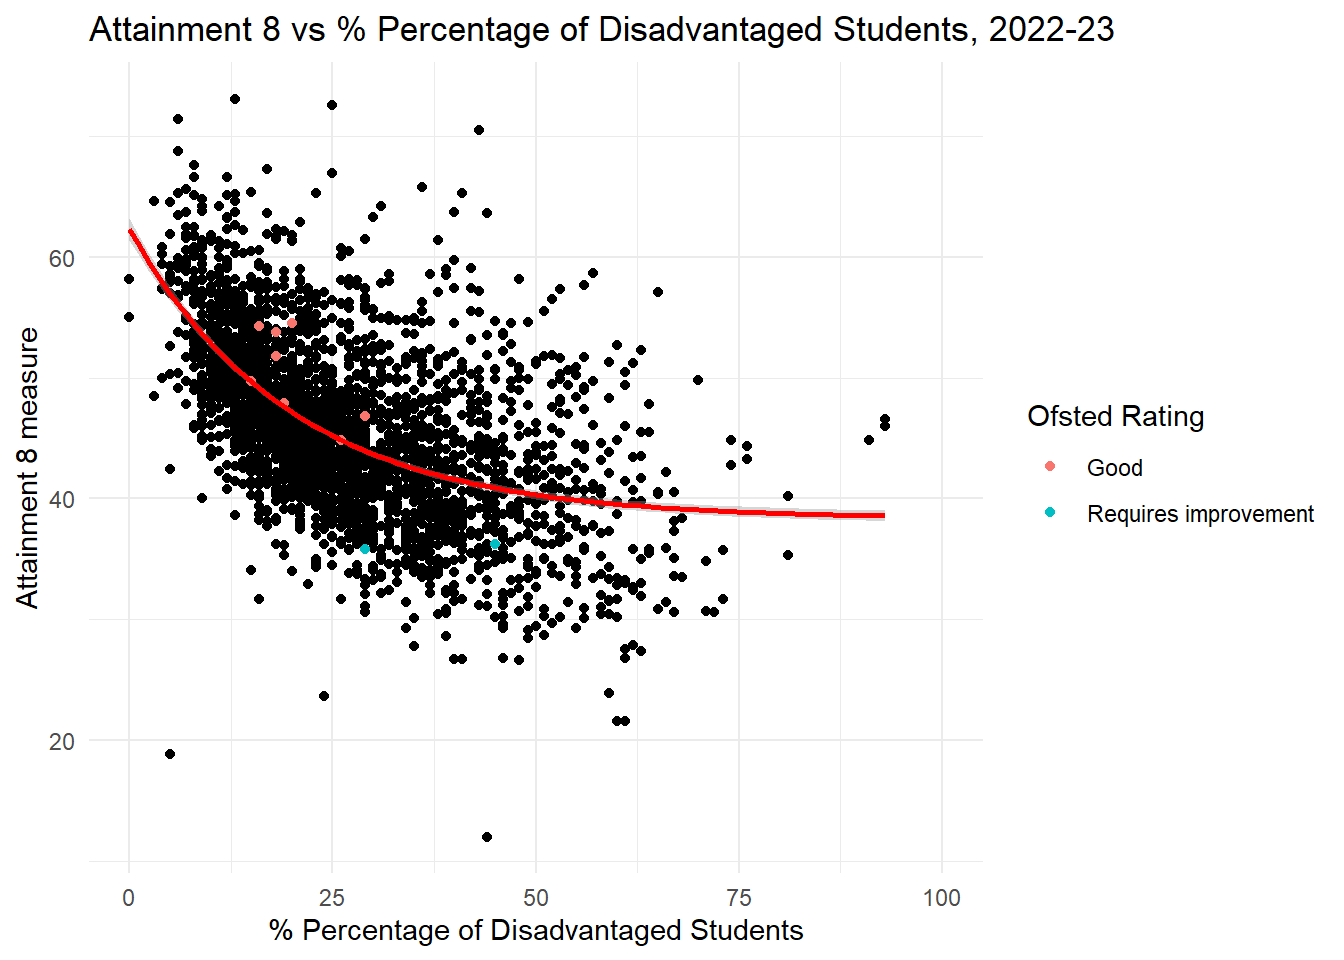 Attainment 8 vs % Percentage of Disadvantaged Students, 2022-23
Attainment 8 measure
60
40
20
0
25
50
75
100
% Percentage of Disadvantaged Students
Ofsted Rating
Good
Requires improvement